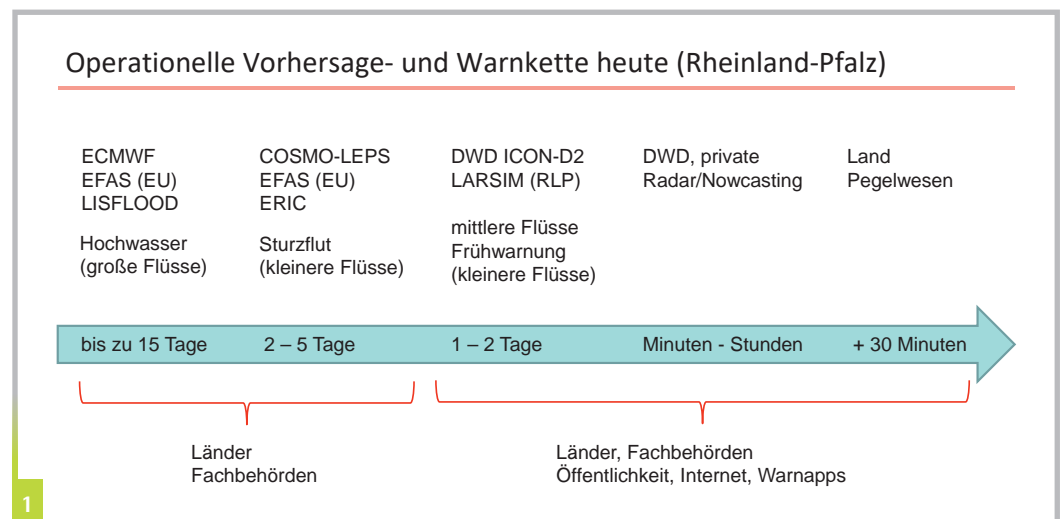 Operationelle Vorhersage- und Warnkette heute (Rheinland-Pfalz)
ECMWF
EFAS (EU)
LISFLOOD
Hochwasser
(große Flüsse)
COSMO-LEPS
EFAS (EU)
ERIC
Sturzflut
(kleinere Flüsse)
DWD ICON-D2
LARSIM (RLP)
mittlere Flüsse
Frühwarnung
(kleinere Flüsse)
DWD, private
Radar/Nowcasting
Land
Pegelwesen
bis zu 15 Tage
2 – 5 Tage
1 – 2 Tage
Minuten - Stunden
+ 30 Minuten
Länder
Fachbehörden
Länder, Fachbehörden
Öffentlichkeit, Internet, Warnapps
1